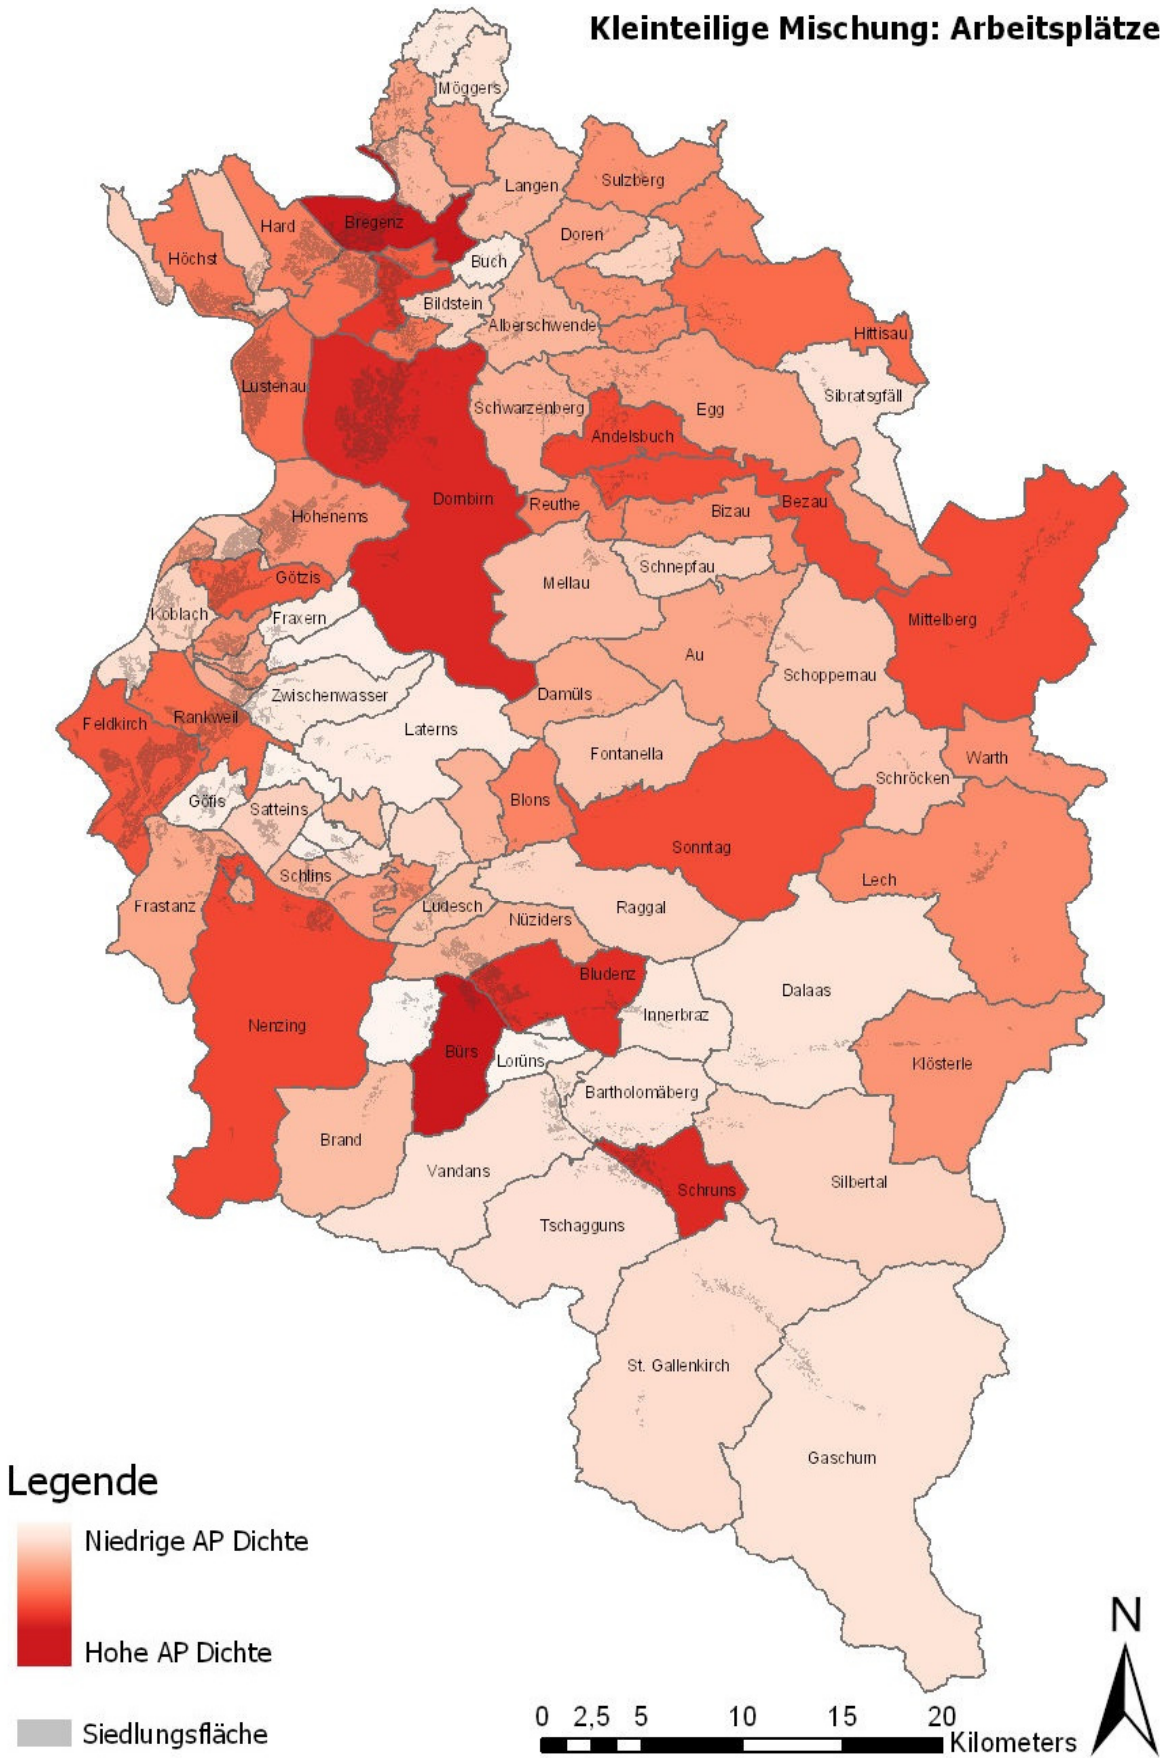 Kleinteilige Mischung: Arbeitsplätze
Möggers
Langen
Sulzberg
Bregenz
Hard
Doren
Höchst
Buch
Bildstein
Alberschwende
Hittisau
Lustenau
Sibratsgfäll
Schwarzenberg
Egg
Andelsbuch
Dornbirn
Reuthe
Bezau
Bizau
Hohenems
Schnepfau
Götzis
Mellau
Koblach
Fraxern
Mittelberg
Au
Schoppernau
Zwischenwasser
Damüls
Rankweil
Feldkirch
Laterns
Fontanella
Warth
Schröcken
Göfis
Satteins
Blons
Sonntag
Schlins
Lech
Frastanz
Ludesch
Raggal
Nüziders
Bludenz
Dalaas
Innerbraz
Nenzing
Bürs
Lorüns
Klösterle
Bartholomäberg
Brand
Vandans
Silbertal
Schruns
Tschagguns
St. Gallenkirch
Gaschurn
Legende
Niedrige AP Dichte
Hohe AP Dichte
Siedlungsfläche
N
0 2,5 5 10 15 20
Kilometers